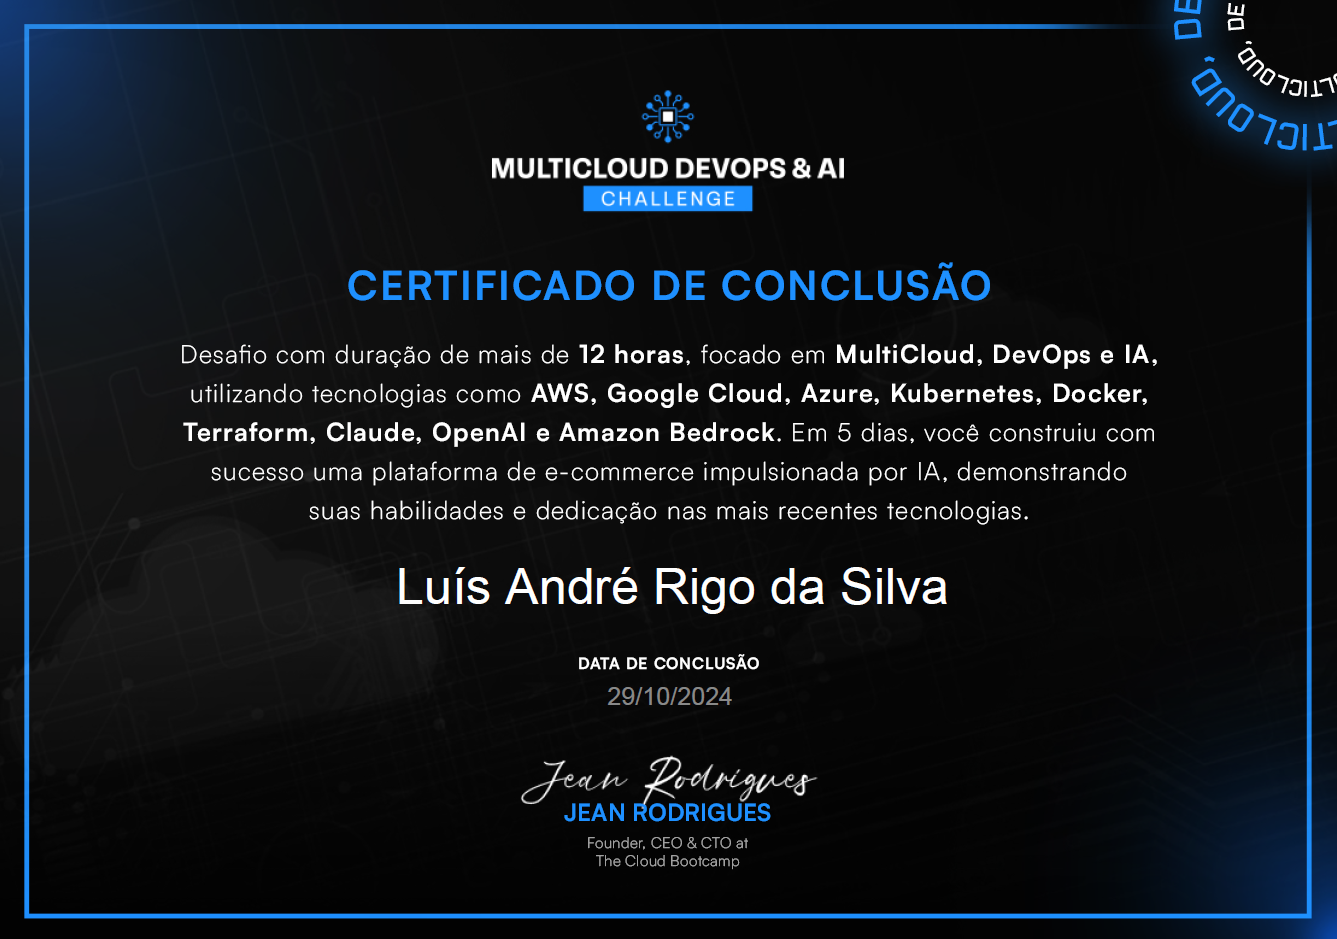 MULTICLOUD, DE
MULTICLOUD DEVOPS & AI
CHALLENGE
CERTIFICADO DE CONCLUSÃO
Desafio com duração de mais de 12 horas, focado em MultiCloud, DevOps e IA,
utilizando tecnologias como AWS, Google Cloud, Azure, Kubernetes, Docker,
Terraform, Claude, OpenAI e Amazon Bedrock. Em 5 dias, você construiu com
sucesso uma plataforma de e-commerce impulsionada por IA, demonstrando
suas habilidades e dedicação nas mais recentes tecnologias.
Luís André Rigo da Silva
DATA DE CONCLUSÃO
29/10/2024
Jean Rodrigues
JEAN RODRIGUES
Founder, CEO & CTO at
The Cloud Bootcamp